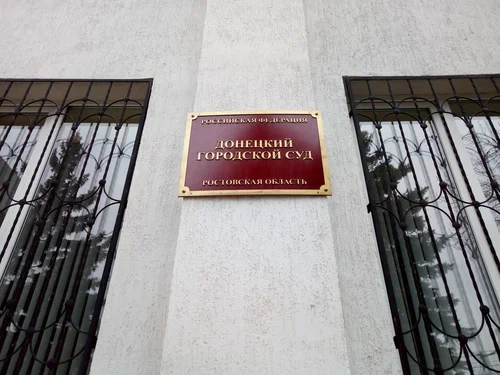 РОССИЙСКАЯ ФЕДЕРАЦИЯ
ДОНЕЦКИЙ
ГОРОДСКОЙ СУД
РОСТОВСКАЯ ОБЛАСТЬ